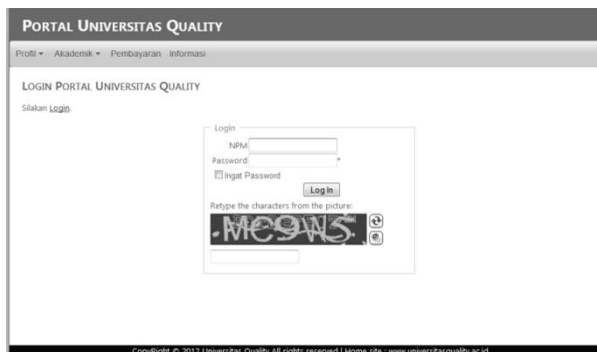 PORTAL UNIVERSITAS QUALITY
Profil Akademik Pembayaran Informasi
LOGIN PORTAL UNIVERSITAS QUALITY
Silakan Login.
Login
NPM
Password *
Ingat Password
Log In
Retype the characters from the picture:
MC9W5
CopyRight © 2012 Universitas Quality All rights reserved | Home site : www.universitasquality.ac.id